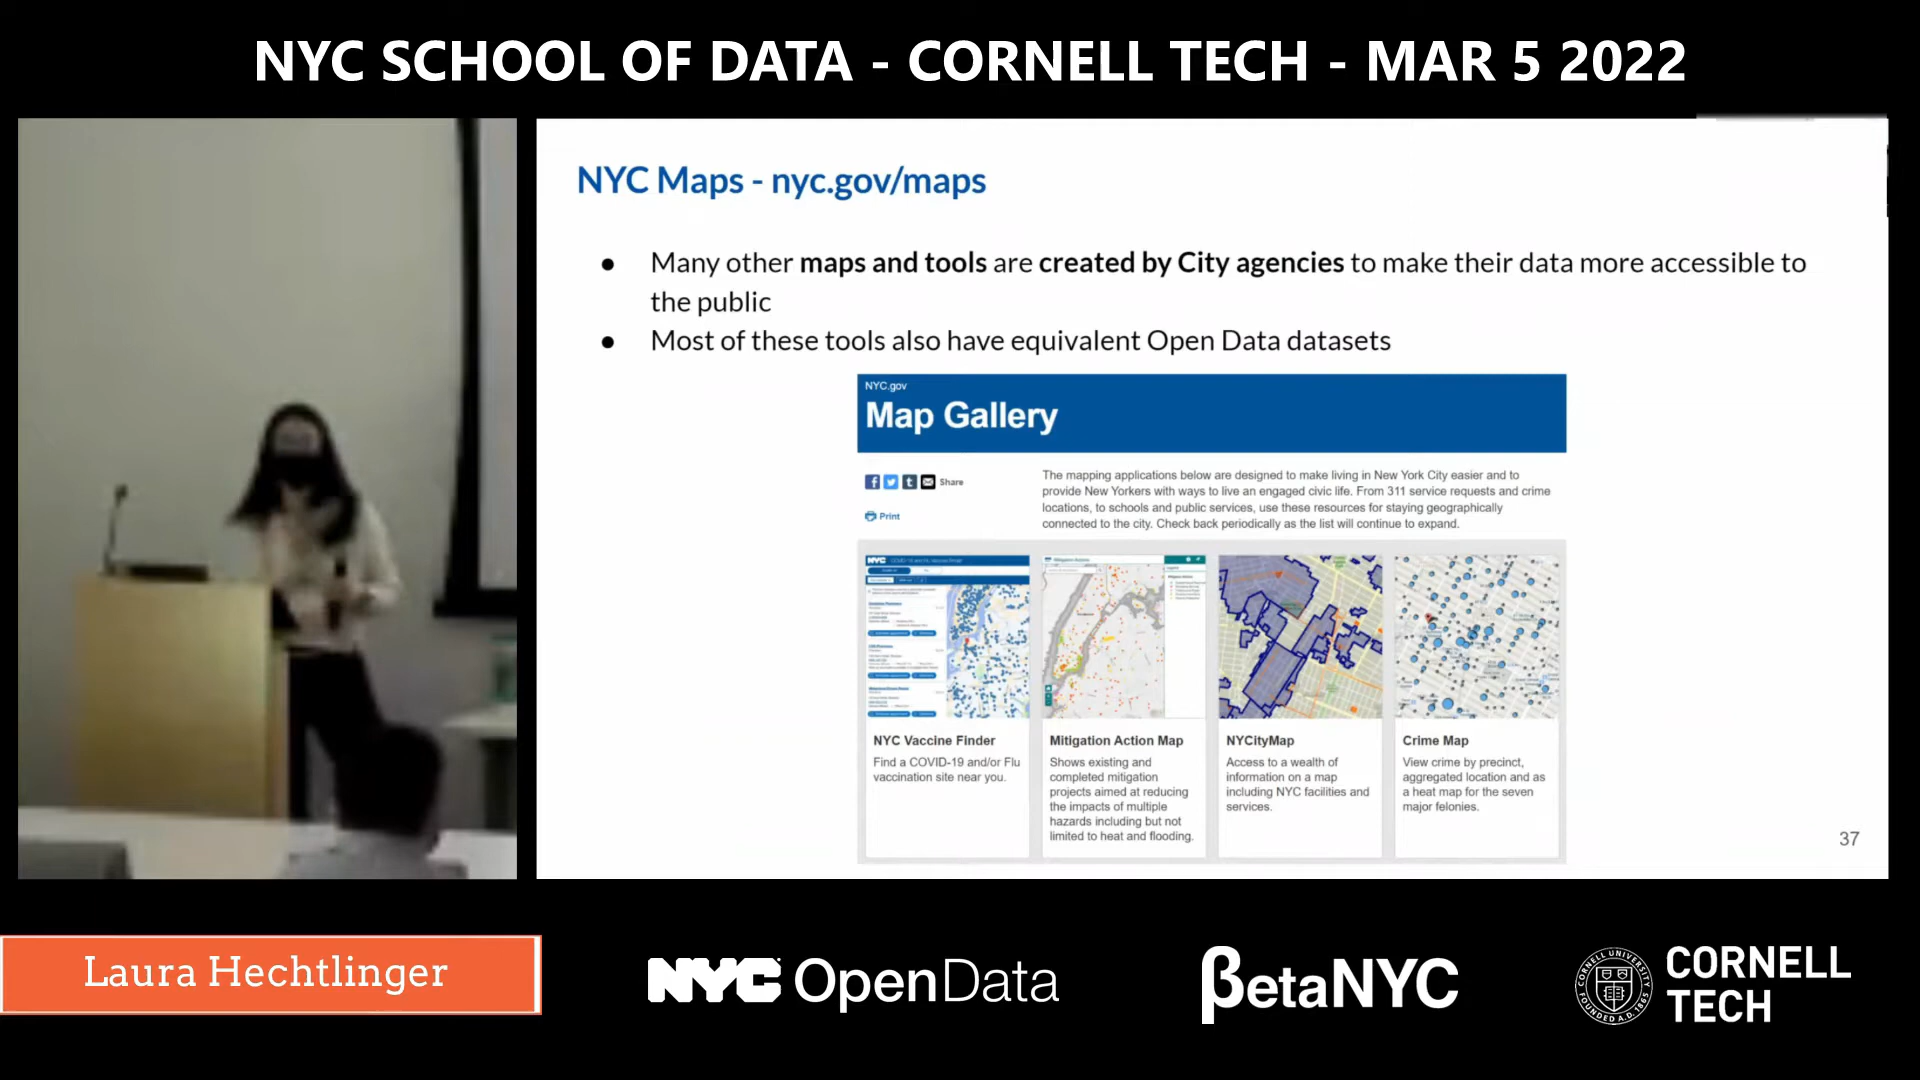 NYC SCHOOL OF DATA - CORNELL TECH - MAR 5 2022
NYC Maps - nyc.gov/maps
● Many other maps and tools are created by City agencies to make their data more accessible to
the public
● Most of these tools also have equivalent Open Data datasets
NYC.gov
Map Gallery
Share
Print
The mapping applications below are designed to make living in New York City easier and to
provide New Yorkers with ways to live an engaged civic life. From 311 service requests and crime
locations, to schools and public services, use these resources for staying geographically
connected to the city. Check back periodically as the list will continue to expand.
NYC
NYC Vaccine Finder
Find a COVID-19 and/or Flu
vaccination site near you.
Mitigation Action Map
Shows existing and
completed mitigation
projects aimed at reducing
the impacts of multiple
hazards including but not
limited to heat and flooding.
NYCityMap
Access to a wealth of
information on a map
including NYC facilities and
services.
Crime Map
View crime by precinct,
aggregated location and as
a heat map for the seven
major felonies.
37
Laura Hechtlinger
NYC OpenData
βetaNYC
CORNELL UNIVERSITY
FOUNDED A.D. 1865
CORNELL
TECH